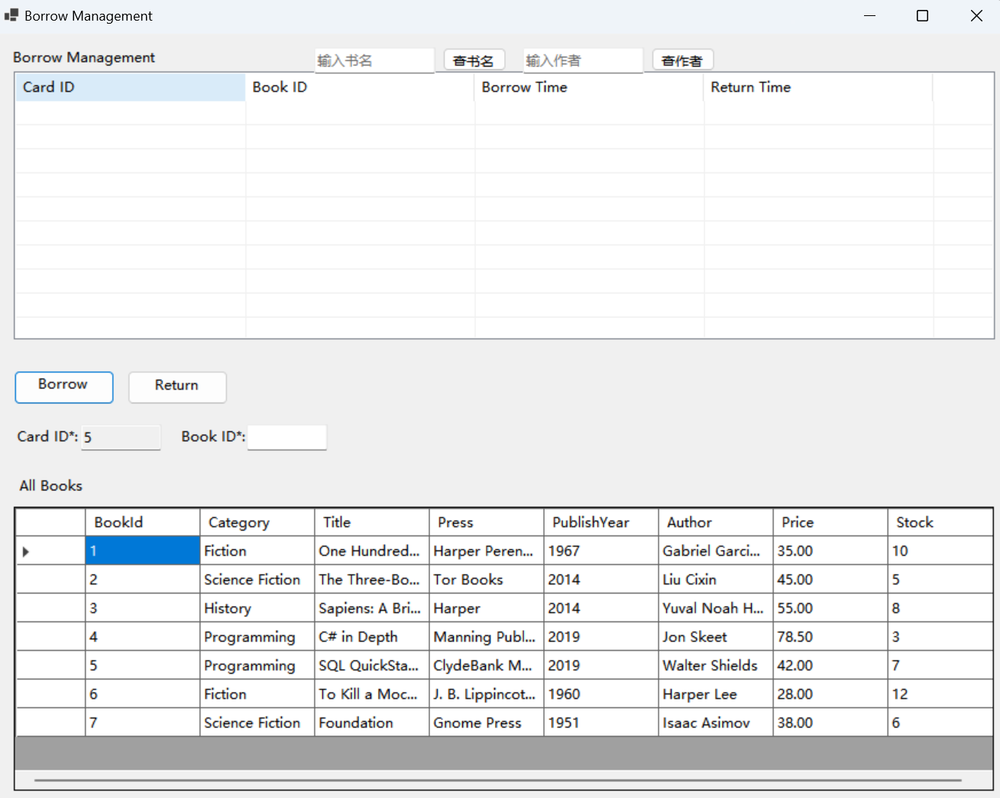 Borrow Management
Borrow Management 输入书名 查书名 输入作者 查作者
Card ID Book ID Borrow Time Return Time
Borrow Return
Card ID*: 5 Book ID*:
All Books
BookId Category Title Press PublishYear Author Price Stock
1 Fiction One Hundred... Harper Peren... 1967 Gabriel Garci... 35.00 10
2 Science Fiction The Three-Bo... Tor Books 2014 Liu Cixin 45.00 5
3 History Sapiens: A Bri... Harper 2014 Yuval Noah H... 55.00 8
4 Programming C# in Depth Manning Publ... 2019 Jon Skeet 78.50 3
5 Programming SQL QuickSta... ClydeBank M... 2019 Walter Shields 42.00 7
6 Fiction To Kill a Moc... J. B. Lippincot... 1960 Harper Lee 28.00 12
7 Science Fiction Foundation Gnome Press 1951 Isaac Asimov 38.00 6